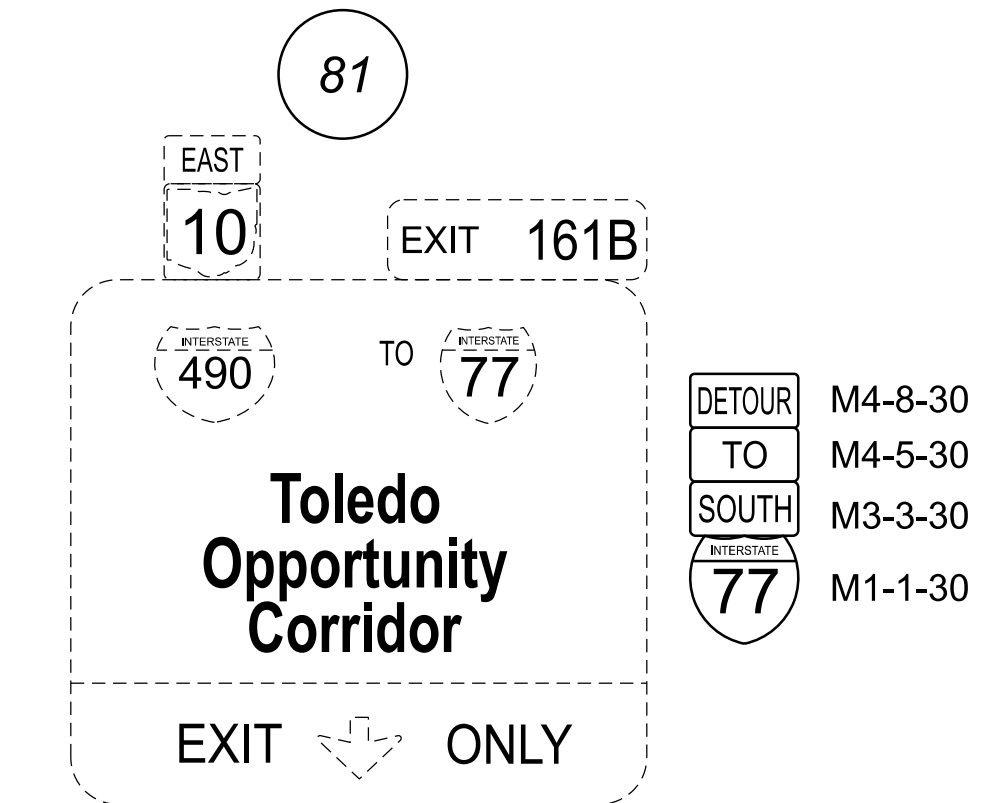 81
EAST
10
EXIT 161B
INTERSTATE
490
TO
INTERSTATE
77
Toledo
Opportunity
Corridor
EXIT ONLY
DETOUR M4-8-30
TO M4-5-30
SOUTH M3-3-30
INTERSTATE
77 M1-1-30